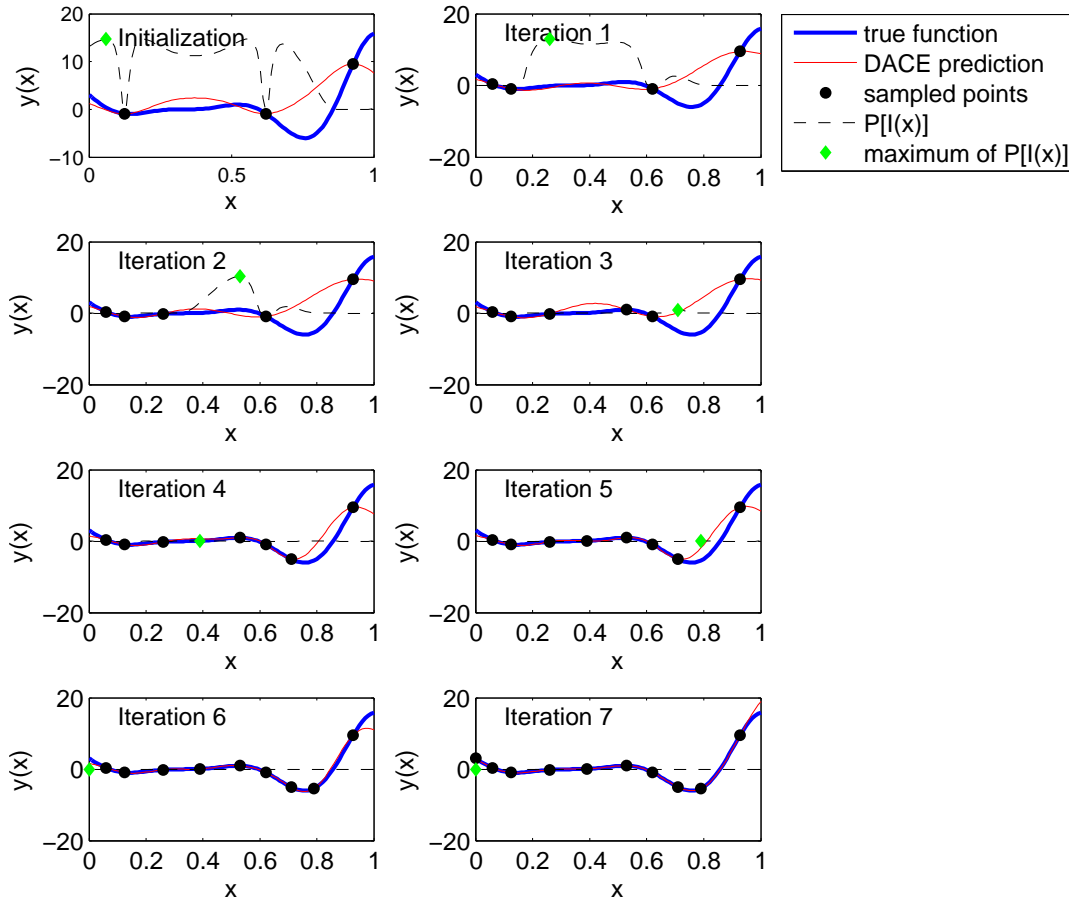 Initialization
10
0
−10
0
0.5
1
x
y(x)
Iteration 1
20
0
−20
0 0.2 0.4 0.6 0.8 1
x
y(x)
true function
DACE prediction
sampled points
P[I(x)]
maximum of P[I(x)]
Iteration 2
20
0
−20
0 0.2 0.4 0.6 0.8 1
x
y(x)
Iteration 3
20
0
−20
0 0.2 0.4 0.6 0.8 1
x
y(x)
Iteration 4
20
0
−20
0 0.2 0.4 0.6 0.8 1
x
y(x)
Iteration 5
20
0
−20
0 0.2 0.4 0.6 0.8 1
x
y(x)
Iteration 6
20
0
−20
0 0.2 0.4 0.6 0.8 1
x
y(x)
Iteration 7
20
0
−20
0 0.2 0.4 0.6 0.8 1
x
y(x)